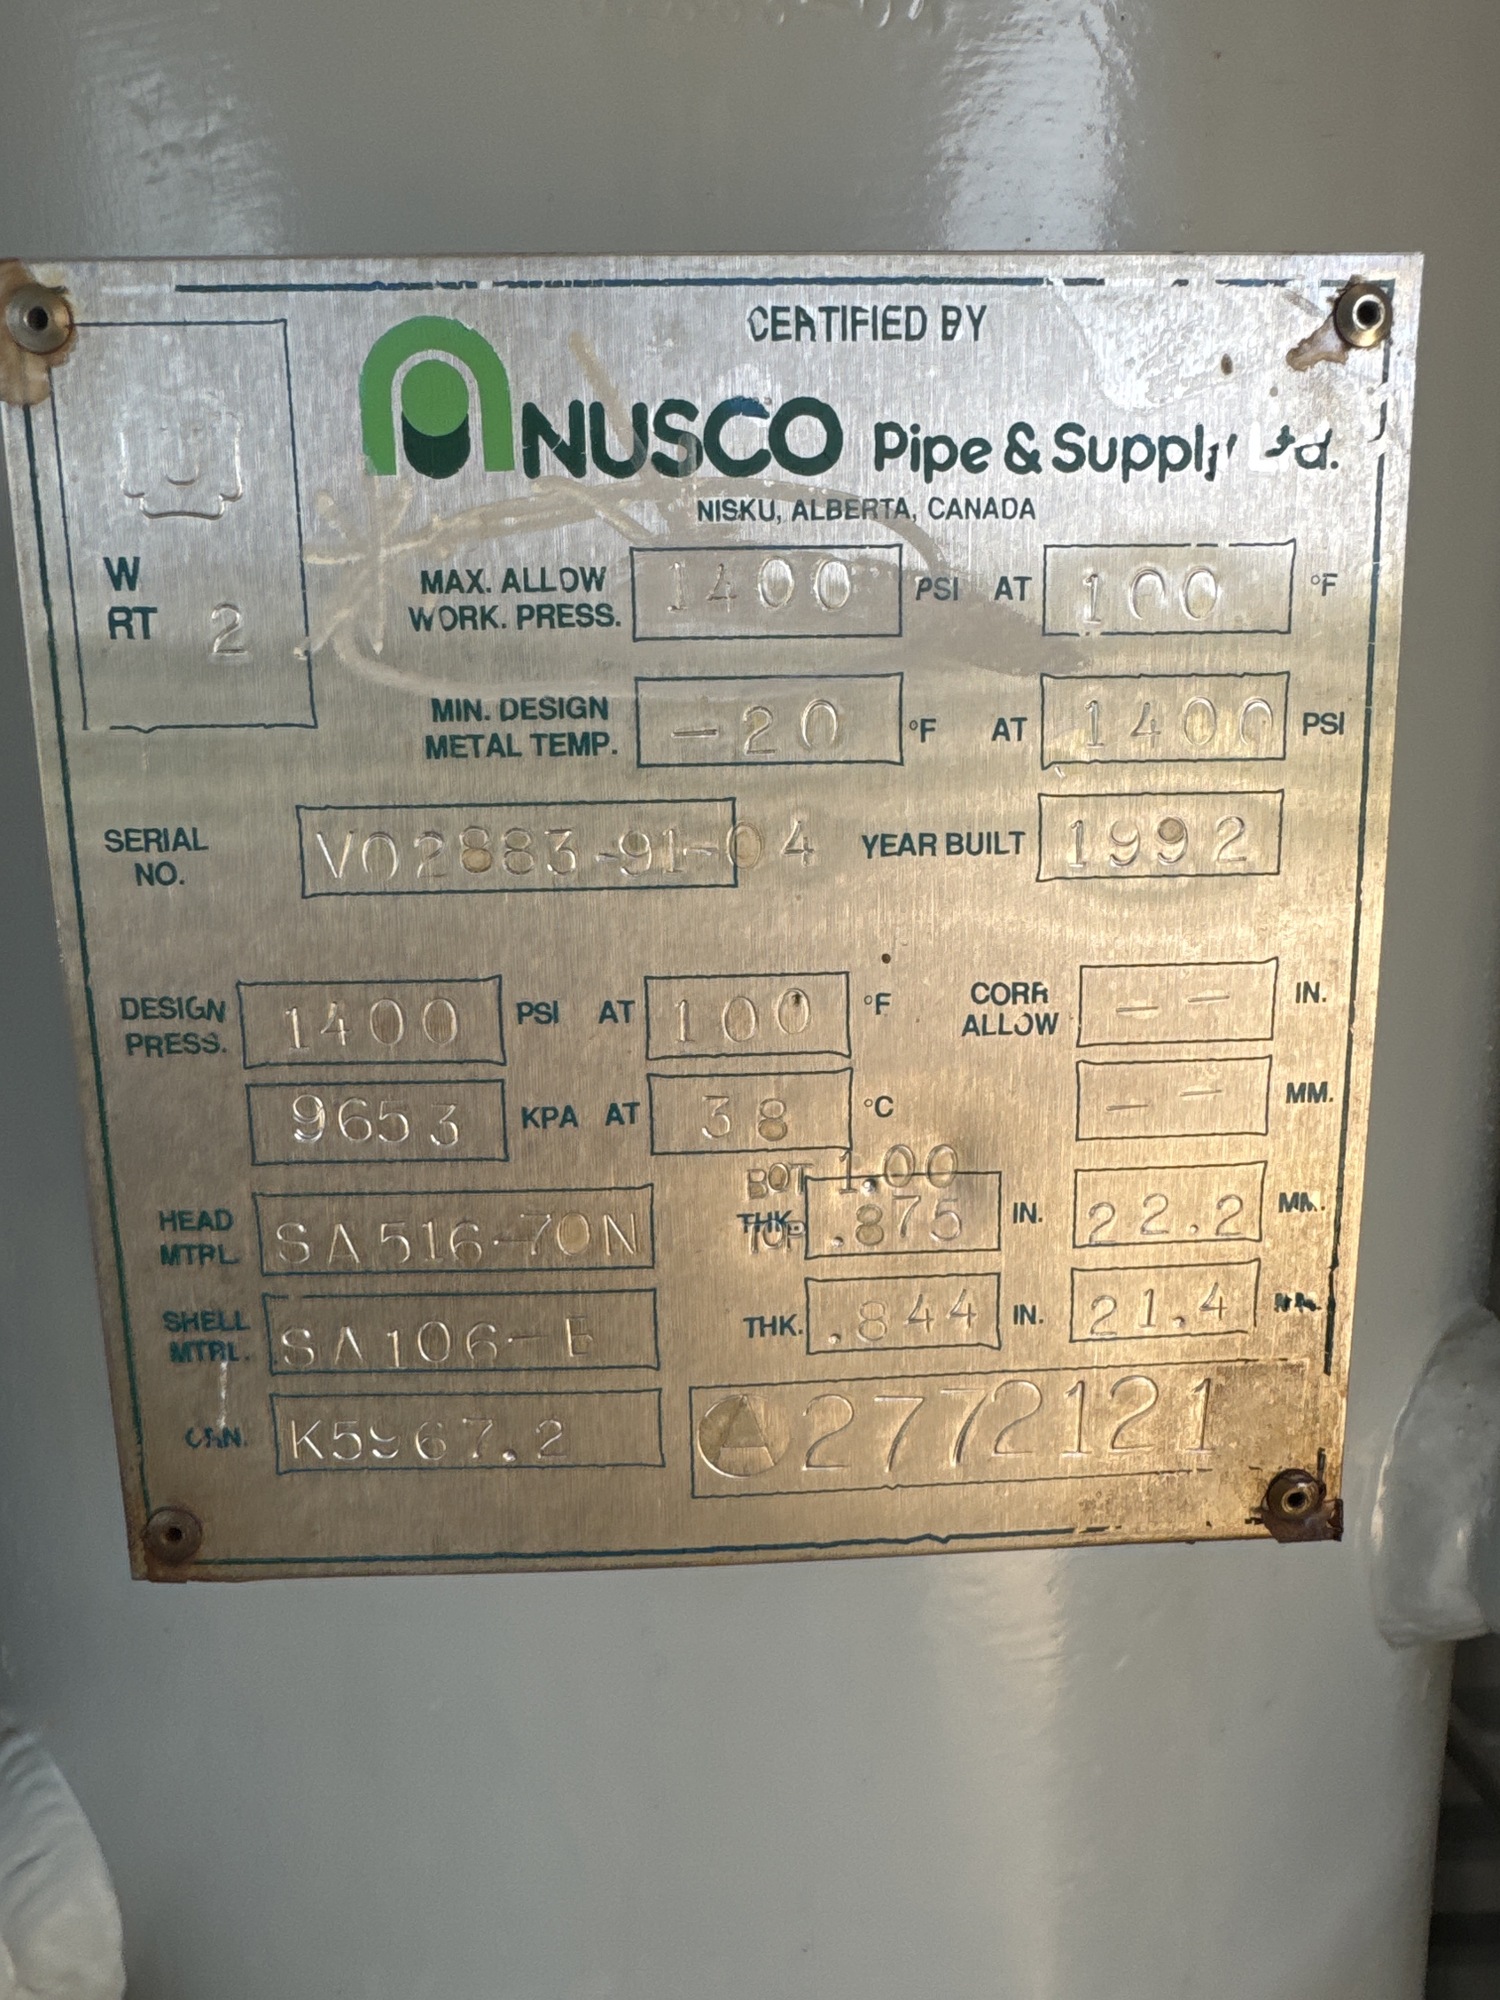 CERTIFIED BY
NUSCO Pipe & Supply Ltd.
NISKU, ALBERTA, CANADA
W
RT 2
MAX. ALLOW WORK. PRESS. 1400 PSI AT 100 °F
MIN. DESIGN METAL TEMP. -20 °F AT 1400 PSI
SERIAL NO. V02883-91-04 YEAR BUILT 1992
DESIGN PRESS. 1400 PSI AT 100 °F CORR ALLOW -- IN.
9653 KPA AT 38 °C -- MM.
BOT 1.00
HEAD MTRL. SA516-70N THK. TOP .875 IN. 22.2 MM.
SHELL MTRL. SA106-B THK. .844 IN. 21.4 MM.
CRN. K5967.2 A2772121